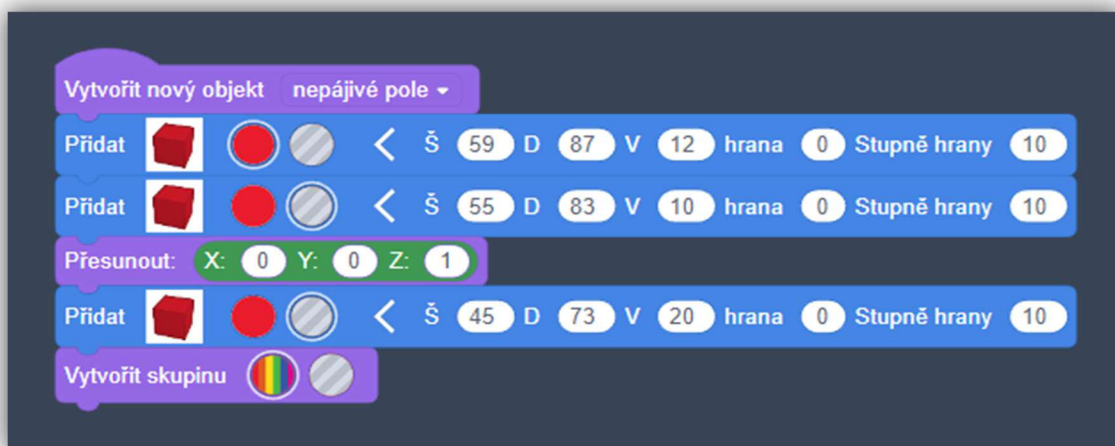 Vytvořit nový objekt nepájivé pole
Přidat Š 59 D 87 V 12 hrana 0 Stupně hrany 10
Přidat Š 55 D 83 V 10 hrana 0 Stupně hrany 10
Přesunout: X: 0 Y: 0 Z: 1
Přidat Š 45 D 73 V 20 hrana 0 Stupně hrany 10
Vytvořit skupinu